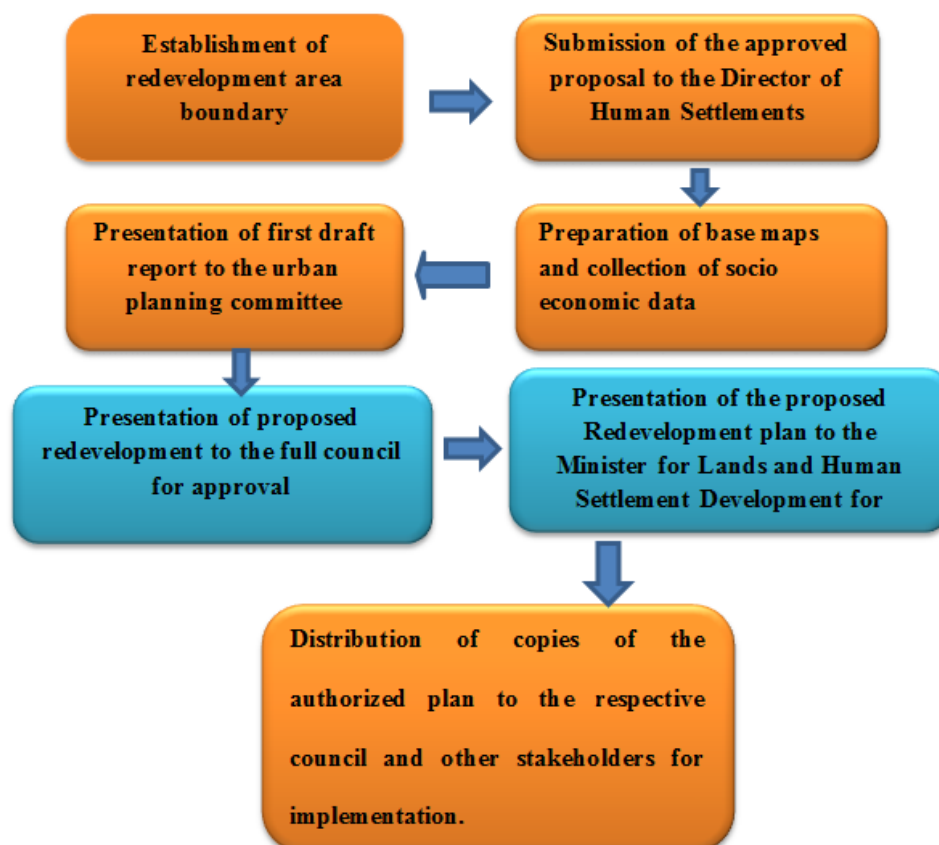 Establishment of
redevelopment area
boundary
Submission of the approved
proposal to the Director of
Human Settlements
Preparation of base maps
and collection of socio
economic data
Presentation of first draft
report to the urban
planning committee
Presentation of proposed
redevelopment to the full council
for approval
Presentation of the proposed
Redevelopment plan to the
Minister for Lands and Human
Settlement Development for
Distribution of copies of the
authorized plan to the respective
council and other stakeholders for
implementation.